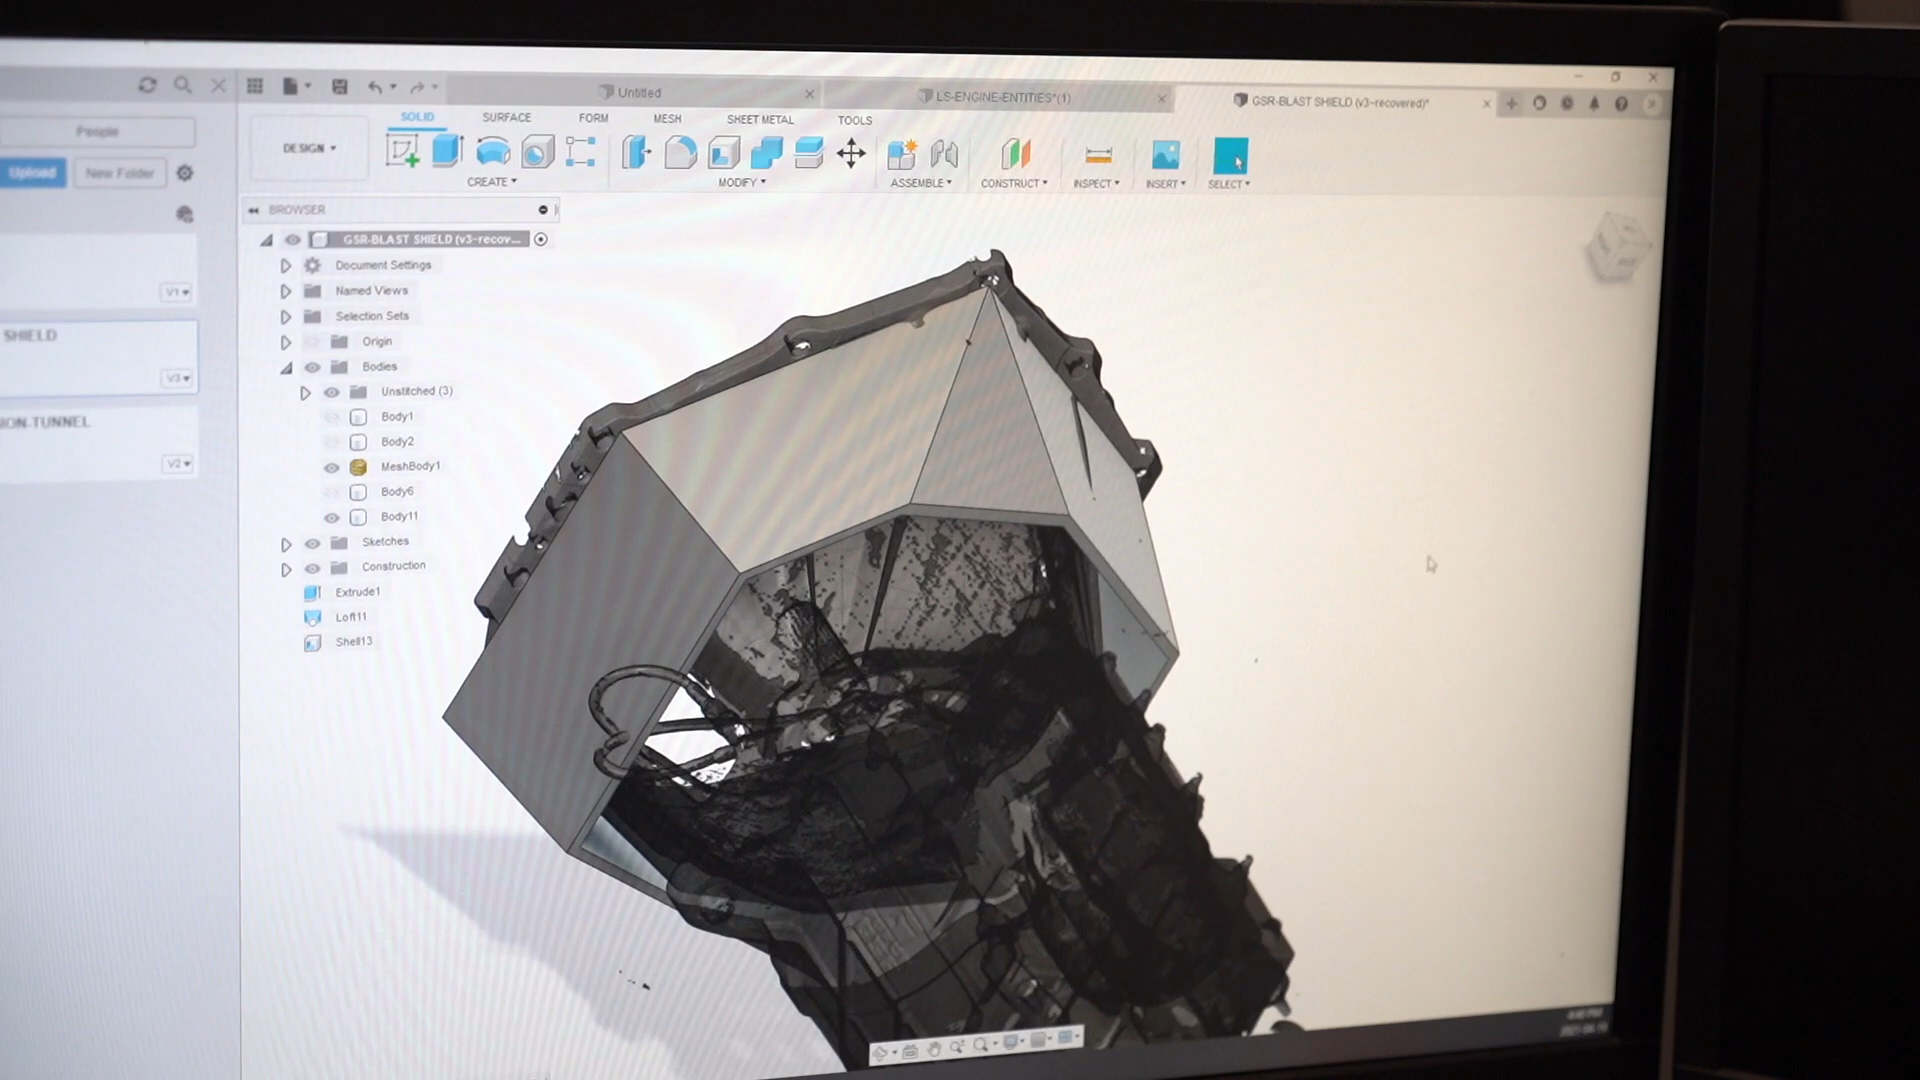 Untitled
LS-ENGINE-ENTITIES*(1)
GSR-BLAST SHIELD (v3-recovered)*
People
Upload
New Folder
V1
SHIELD
V3
ION-TUNNEL
V2
DESIGN
SOLID
SURFACE
FORM
MESH
SHEET METAL
TOOLS
CREATE
MODIFY
ASSEMBLE
CONSTRUCT
INSPECT
INSERT
SELECT
BROWSER
GSR-BLAST SHIELD (v3-recov...
Document Settings
Named Views
Selection Sets
Origin
Bodies
Unstitched (3)
Body1
Body2
MeshBody1
Body6
Body11
Sketches
Construction
Extrude1
Loft11
Shell13